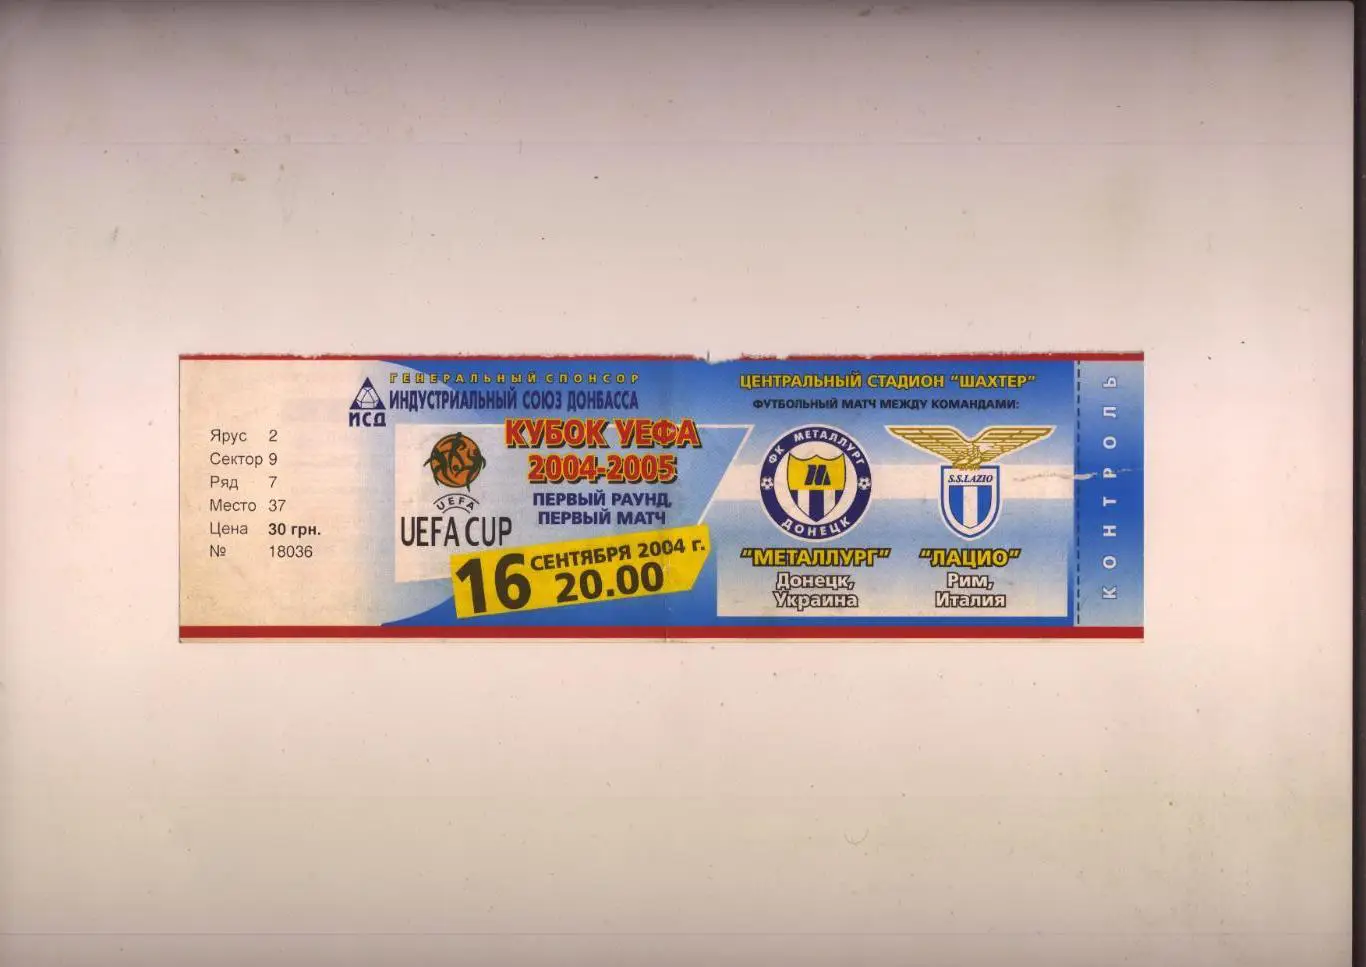 Ярус 2
Сектор 9
Ряд 7
Место 37
Цена 30 грн.
№ 18036
ИСД
ГЕНЕРАЛЬНЫЙ СПОНСОР
ИНДУСТРИАЛЬНЫЙ СОЮЗ ДОНБАССА
КУБОК УЕФА
2004-2005
ПЕРВЫЙ РАУНД,
ПЕРВЫЙ МАТЧ
UEFA
UEFA CUP
16 СЕНТЯБРЯ 2004 г.
20.00
ЦЕНТРАЛЬНЫЙ СТАДИОН "ШАХТЕР"
ФУТБОЛЬНЫЙ МАТЧ МЕЖДУ КОМАНДАМИ:
ФК МЕТАЛЛУРГ
М
ДОНЕЦК
"МЕТАЛЛУРГ"
Донецк,
Украина
S.S.LAZIO
"ЛАЦИО"
Рим,
Италия
КОНТРОЛЬ